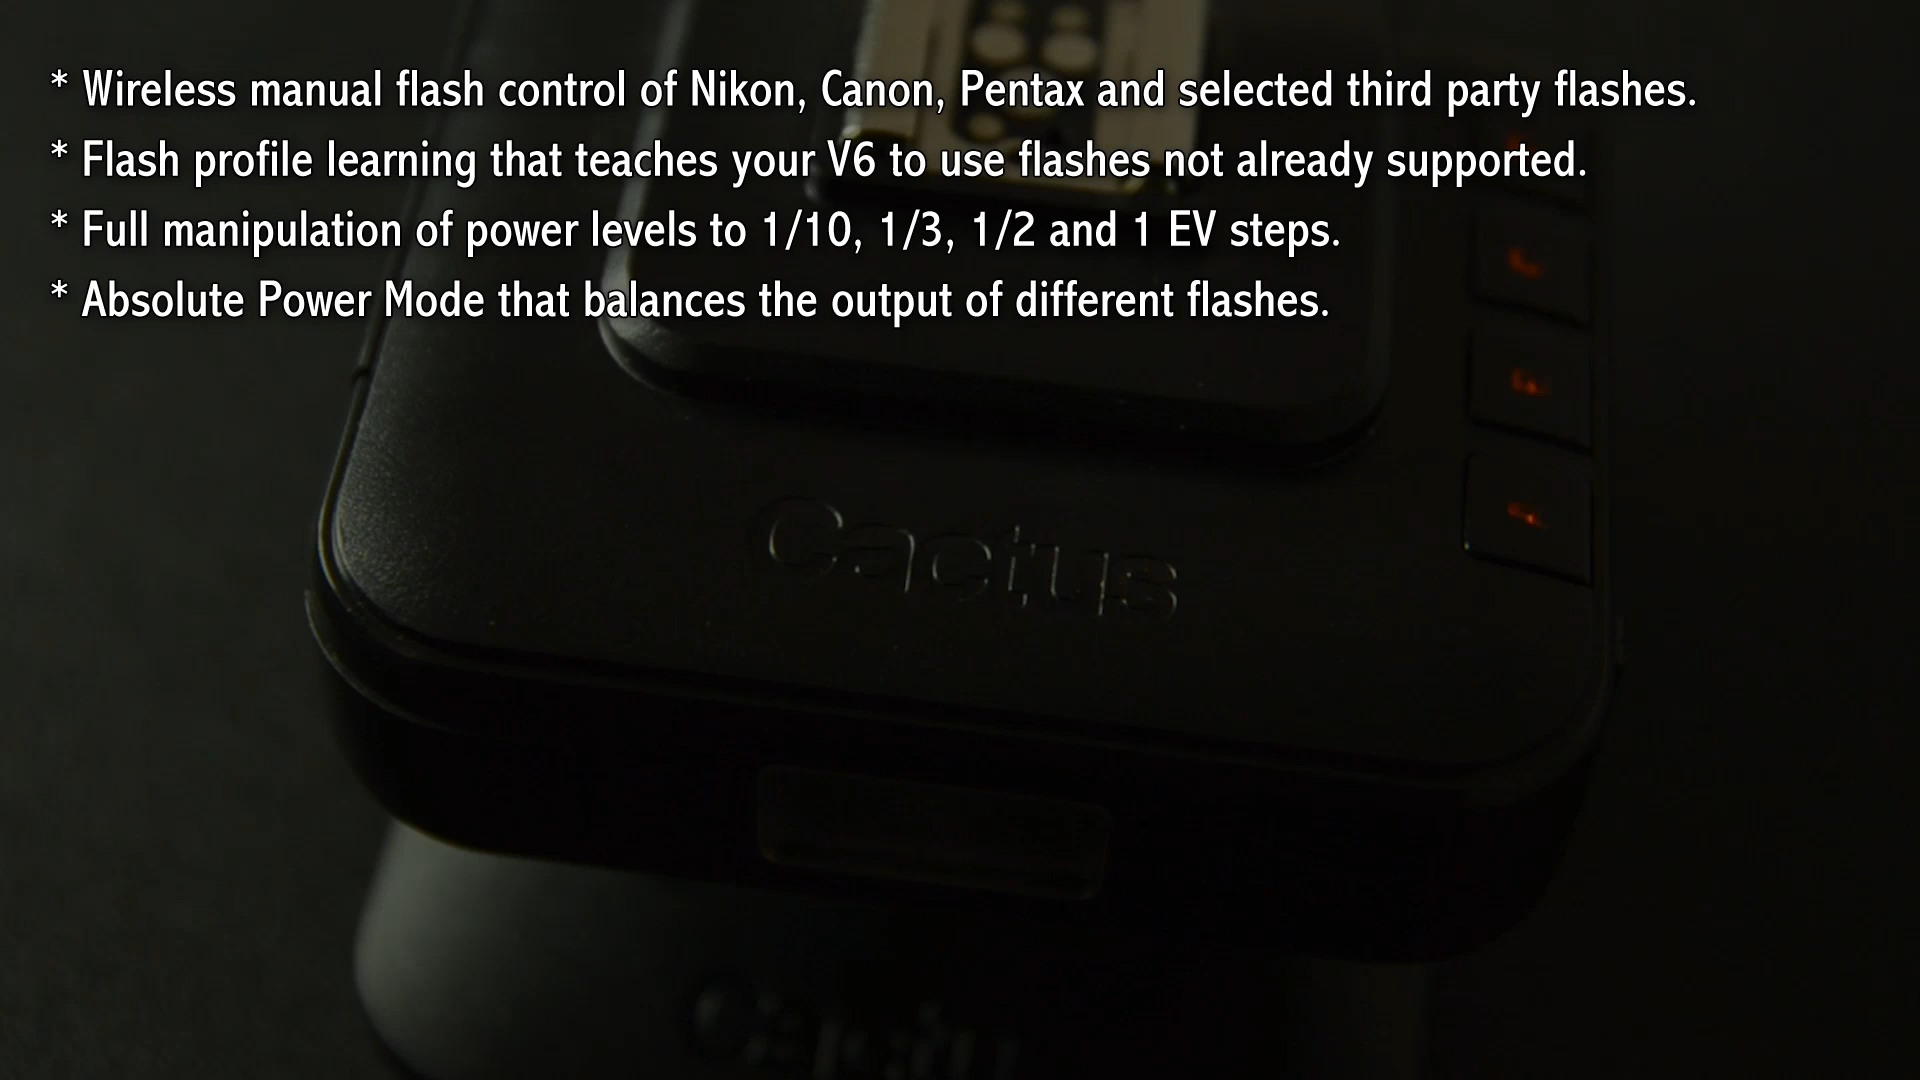 * Wireless manual flash control of Nikon, Canon, Pentax and selected third party flashes.
* Flash profile learning that teaches your V6 to use flashes not already supported.
* Full manipulation of power levels to 1/10, 1/3, 1/2 and 1 EV steps.
* Absolute Power Mode that balances the output of different flashes.
Cactus